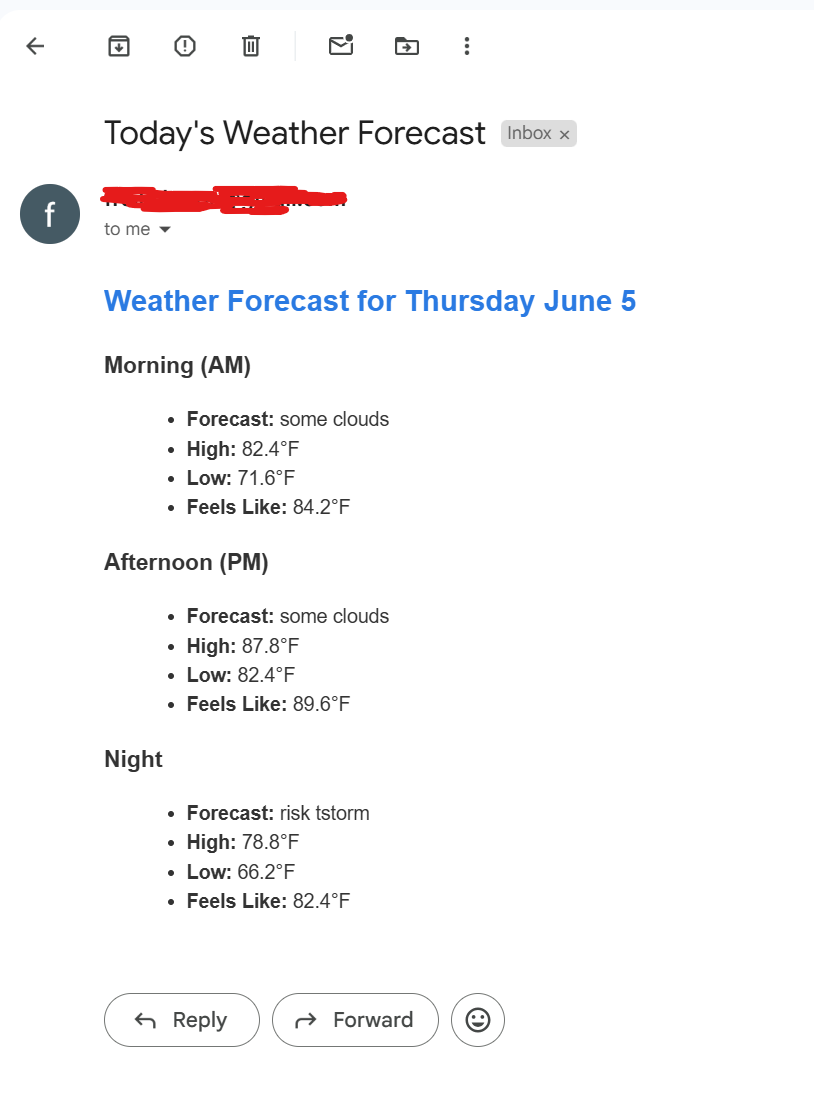 Today's Weather Forecast Inbox ×
f
to me
Weather Forecast for Thursday June 5
Morning (AM)
• Forecast: some clouds
• High: 82.4°F
• Low: 71.6°F
• Feels Like: 84.2°F
Afternoon (PM)
• Forecast: some clouds
• High: 87.8°F
• Low: 82.4°F
• Feels Like: 89.6°F
Night
• Forecast: risk tstorm
• High: 78.8°F
• Low: 66.2°F
• Feels Like: 82.4°F
Reply Forward